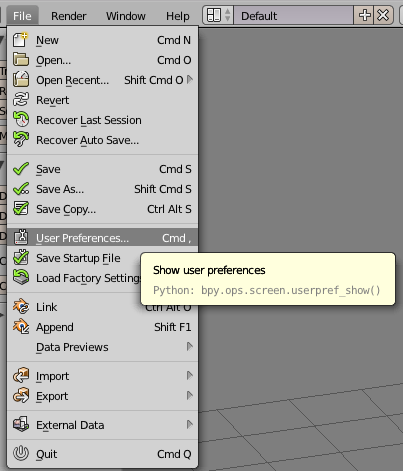 File Render Window Help Default
New Cmd N
Open... Cmd O
Open Recent... Shift Cmd O
Revert
Recover Last Session
Recover Auto Save...
Save Cmd S
Save As... Shift Cmd S
Save Copy... Ctrl Alt S
User Preferences... Cmd ,
Save Startup File
Load Factory Settings
Show user preferences
Python: bpy.ops.screen.userpref_show()
Link Ctrl Alt O
Append Shift F1
Data Previews
Import
Export
External Data
Quit Cmd Q